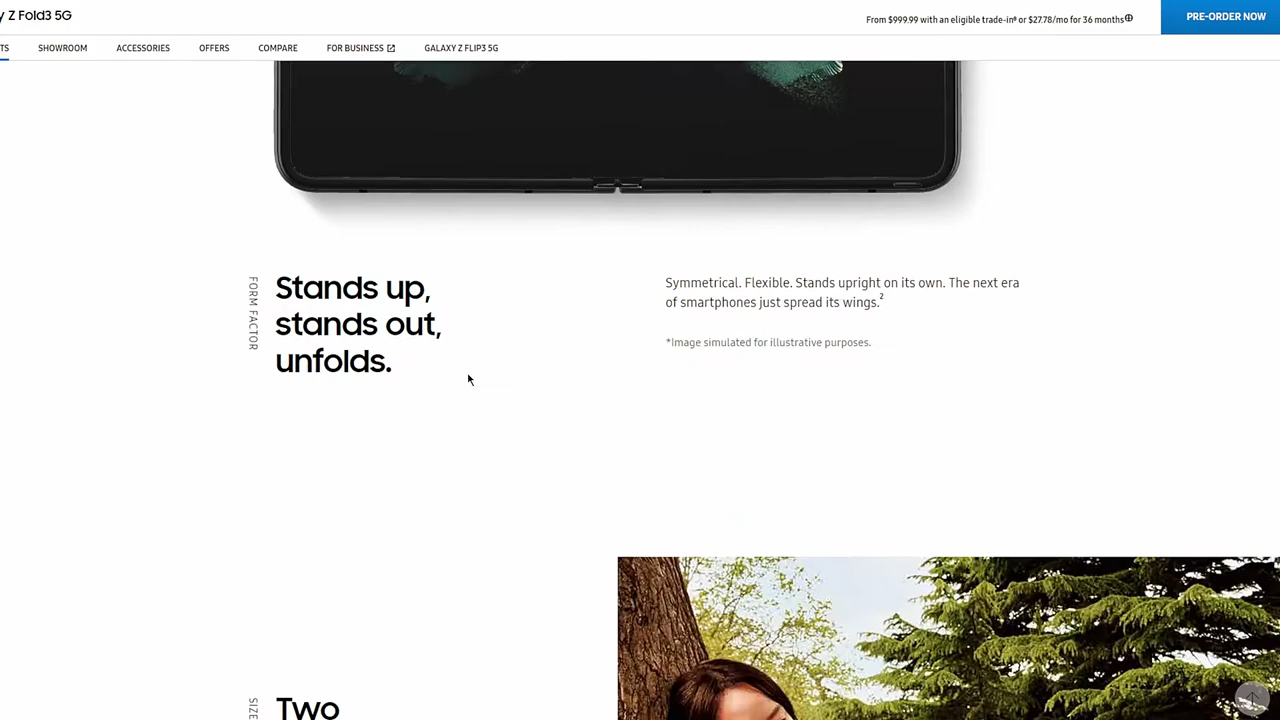 y Z Fold3 5G
From $999.99 with an eligible trade-in⁠ or $27.78/mo for 36 months
PRE-ORDER NOW
TS SHOWROOM ACCESSORIES OFFERS COMPARE FOR BUSINESS GALAXY Z FLIP3 5G
FORM FACTOR
Stands up,
stands out,
unfolds.
Symmetrical. Flexible. Stands upright on its own. The next era
of smartphones just spread its wings.²
*Image simulated for illustrative purposes.
SIZE
Two